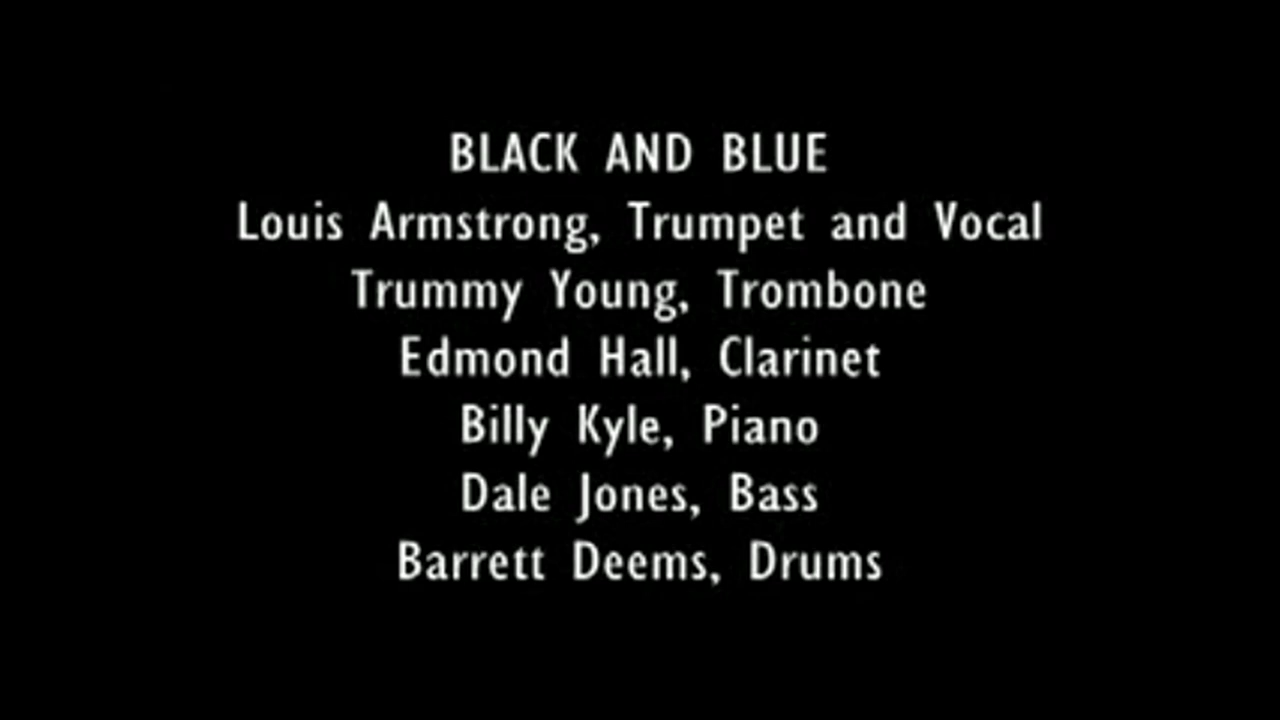 BLACK AND BLUE
Louis Armstrong, Trumpet and Vocal
Trummy Young, Trombone
Edmond Hall, Clarinet
Billy Kyle, Piano
Dale Jones, Bass
Barrett Deems, Drums